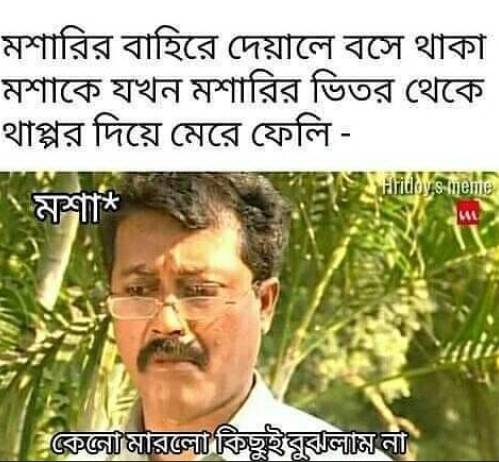 মশারির বাহিরে দেয়ালে বসে থাকা
মশাকে যখন মশারির ভিতর থেকে
থাপ্পর দিয়ে মেরে ফেলি -
Hridoy,s meme
মশা*
কেনো মারলো কিছুই বুঝলাম না